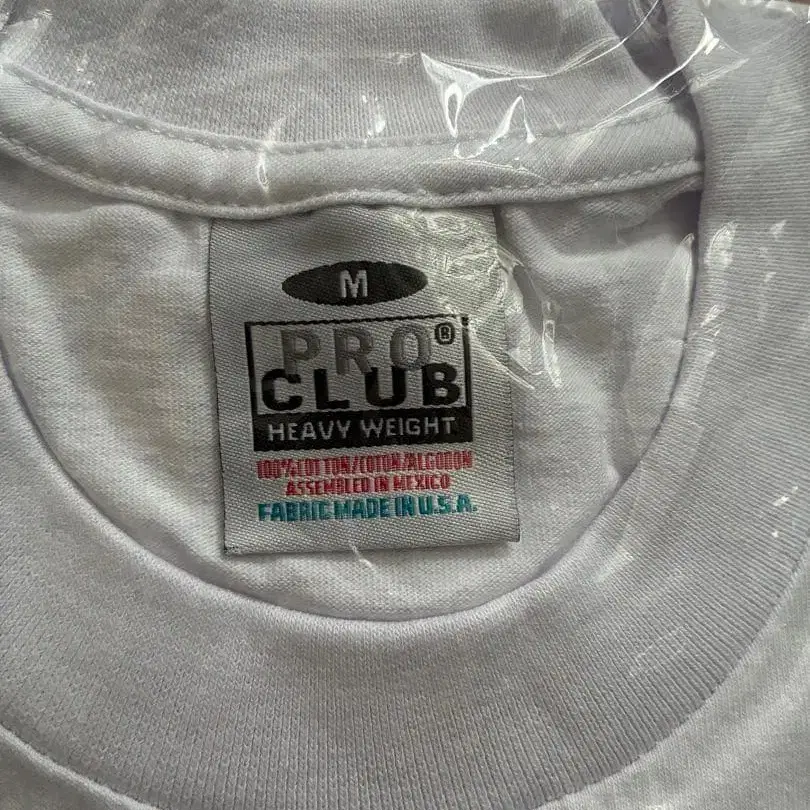 M
PRO®
CLUB
HEAVY WEIGHT
100%COTTON/COTON/ALGODON
ASSEMBLED IN MEXICO
FABRIC MADE IN U.S.A.